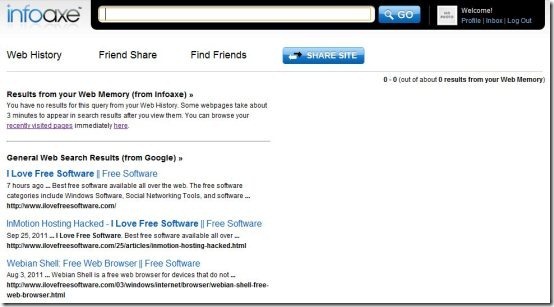 infoaxe™
GO
NO PHOTO
Welcome!
Profile | Inbox | Log Out
Web History
Friend Share
Find Friends
SHARE SITE
0 - 0 (out of about 0 results from your Web Memory)
Results from your Web Memory (from Infoaxe) »
You have no results for this query from your Web History. Some webpages take about
3 minutes to appear in search results after you view them. You can browse your
recently visited pages immediately here.
General Web Search Results (from Google) »
I Love Free Software || Free Software
7 hours ago ... Best free software available all over the web. The free software
categories include Windows Software, Social Networking Tools, and software ...
http://www.ilovefreesoftware.com/
InMotion Hosting Hacked - I Love Free Software || Free Software
Sep 25, 2011 ... I Love Free Software. Best free software available all over ...
http://www.ilovefreesoftware.com/25/articles/inmotion-hosting-hacked.html
Webian Shell: Free Web Browser || Free Software
Aug 3, 2011 ... Webian Shell is a free web browser for devices that do not ...
http://www.ilovefreesoftware.com/03/windows/internet/browser/webian-shell-free-
web-browser.html